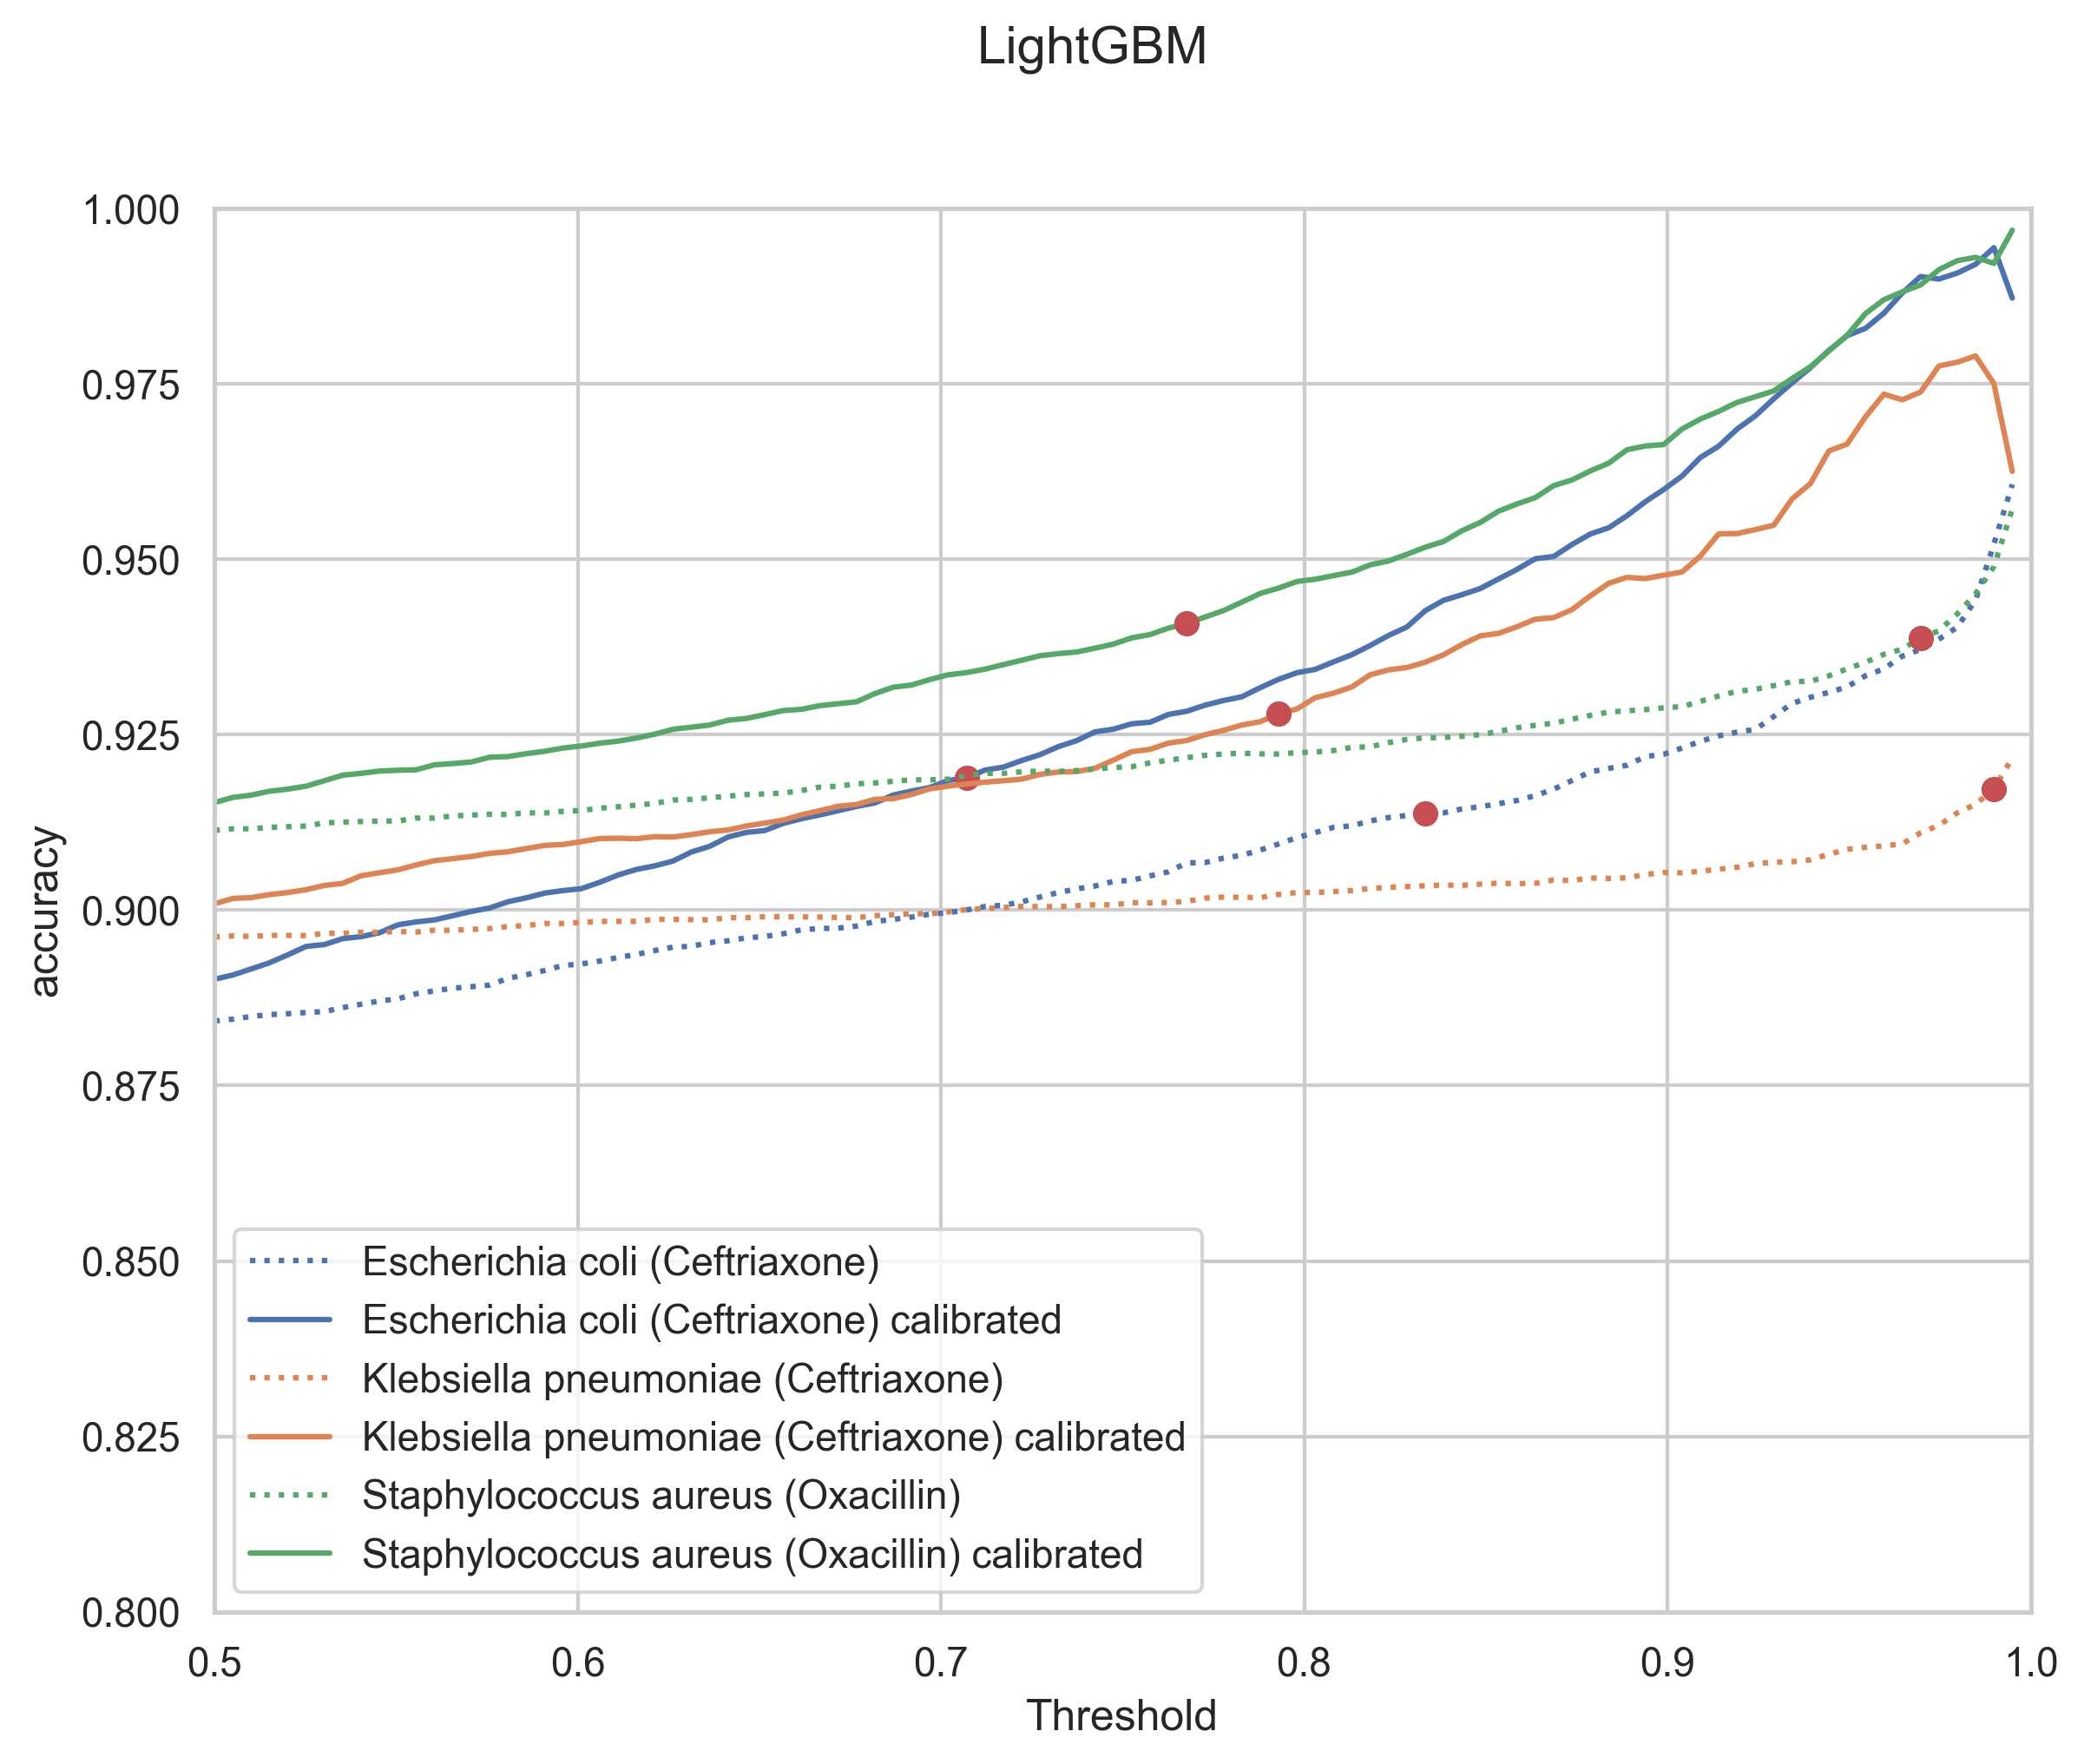 LightGBM
1.000
0.975
0.950
0.925
0.900
0.875
0.850
0.825
0.800
accuracy
Escherichia coli (Ceftriaxone)
Escherichia coli (Ceftriaxone) calibrated
Klebsiella pneumoniae (Ceftriaxone)
Klebsiella pneumoniae (Ceftriaxone) calibrated
Staphylococcus aureus (Oxacillin)
Staphylococcus aureus (Oxacillin) calibrated
0.5 0.6 0.7 0.8 0.9 1.0
Threshold